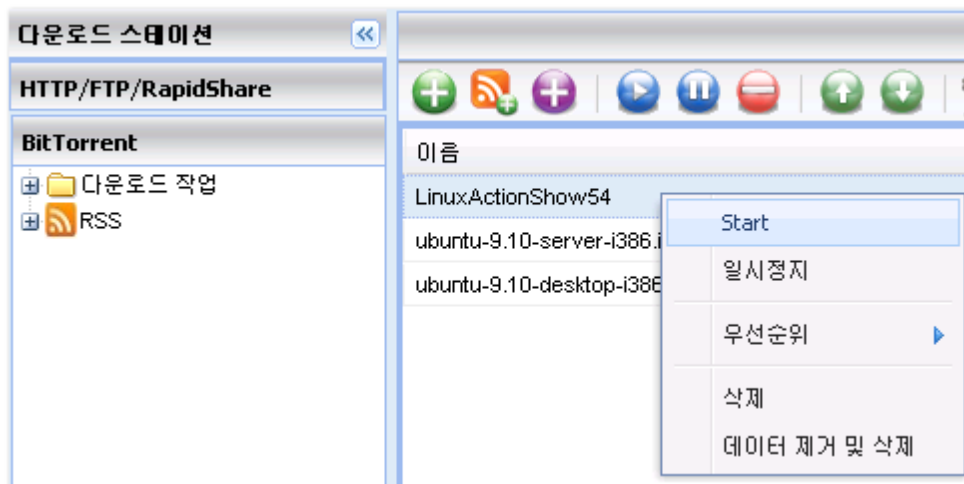 다운로드 스테이션
HTTP/FTP/RapidShare
BitTorrent
다운로드 작업
RSS
이름
LinuxActionShow54
ubuntu-9.10-server-i386.i
ubuntu-9.10-desktop-i386
Start
일시정지
우선순위
삭제
데이터 제거 및 삭제